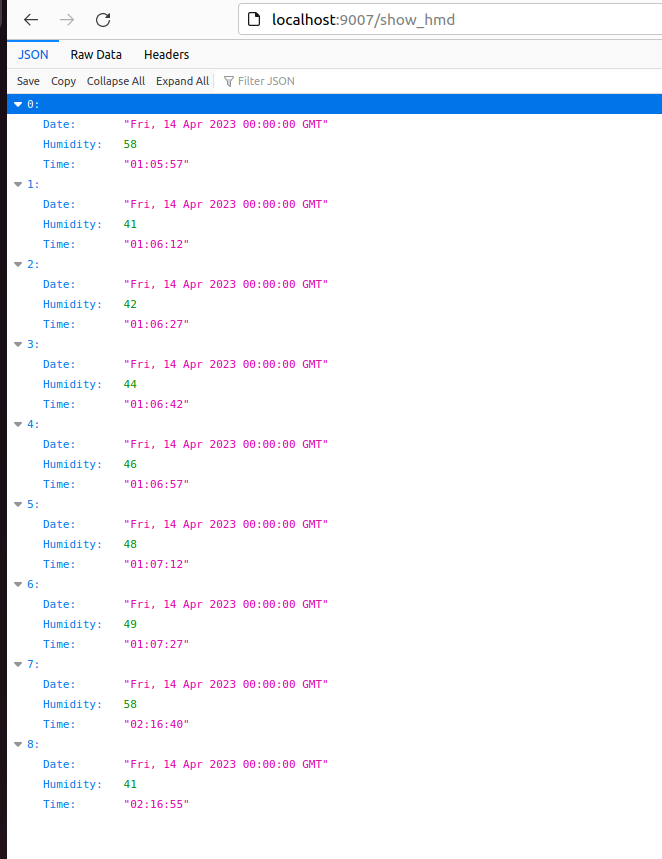 localhost:9007/show_hmd
JSON Raw Data Headers
Save Copy Collapse All Expand All Filter JSON
0:
Date: "Fri, 14 Apr 2023 00:00:00 GMT"
Humidity: 58
Time: "01:05:57"
1:
Date: "Fri, 14 Apr 2023 00:00:00 GMT"
Humidity: 41
Time: "01:06:12"
2:
Date: "Fri, 14 Apr 2023 00:00:00 GMT"
Humidity: 42
Time: "01:06:27"
3:
Date: "Fri, 14 Apr 2023 00:00:00 GMT"
Humidity: 44
Time: "01:06:42"
4:
Date: "Fri, 14 Apr 2023 00:00:00 GMT"
Humidity: 46
Time: "01:06:57"
5:
Date: "Fri, 14 Apr 2023 00:00:00 GMT"
Humidity: 48
Time: "01:07:12"
6:
Date: "Fri, 14 Apr 2023 00:00:00 GMT"
Humidity: 49
Time: "01:07:27"
7:
Date: "Fri, 14 Apr 2023 00:00:00 GMT"
Humidity: 58
Time: "02:16:40"
8:
Date: "Fri, 14 Apr 2023 00:00:00 GMT"
Humidity: 41
Time: "02:16:55"